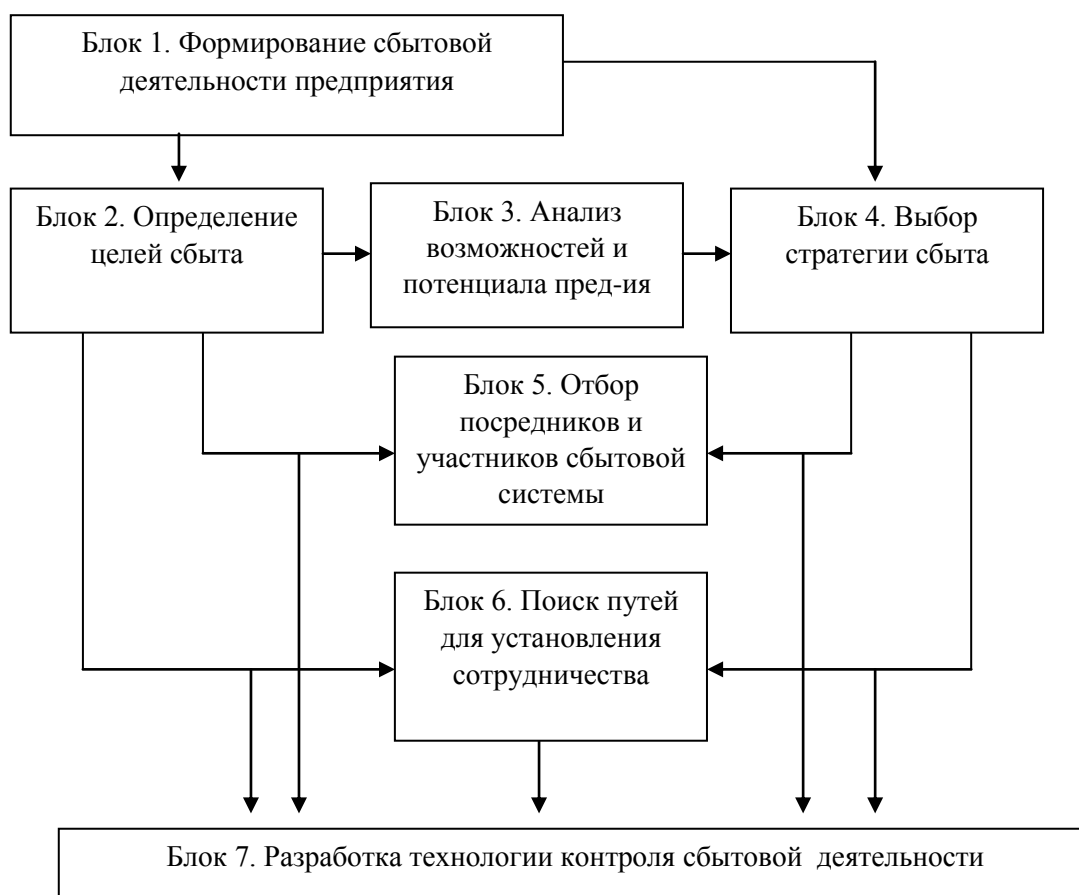 Блок 1. Формирование сбытовой
деятельности предприятия
Блок 2. Определение
целей сбыта
Блок 3. Анализ
возможностей и
потенциала пред-ия
Блок 4. Выбор
стратегии сбыта
Блок 5. Отбор
посредников и
участников сбытовой
системы
Блок 6. Поиск путей
для установления
сотрудничества
Блок 7. Разработка технологии контроля сбытовой деятельности